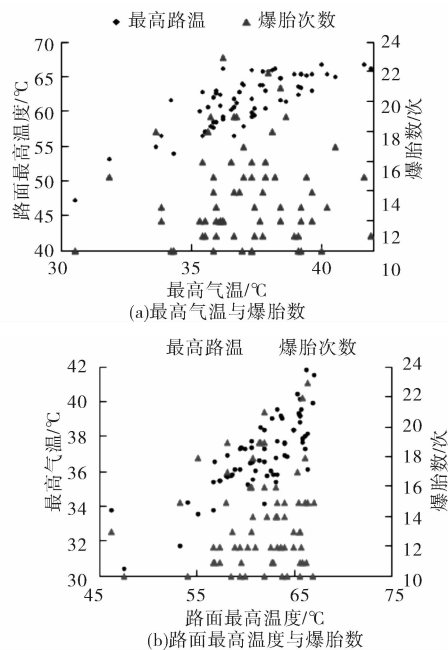 最高路温 爆胎次数
70
65
60
55
50
45
40
路面最高温度/℃
24
22
20
18
16
14
12
10
爆胎数/次
30 35 40
最高气温/℃
(a)最高气温与爆胎数
最高路温 爆胎次数
42
40
38
36
34
32
30
最高气温/℃
24
22
20
18
16
14
12
10
爆胎数/次
45 55 65 75
路面最高温度/℃
(b)路面最高温度与爆胎数